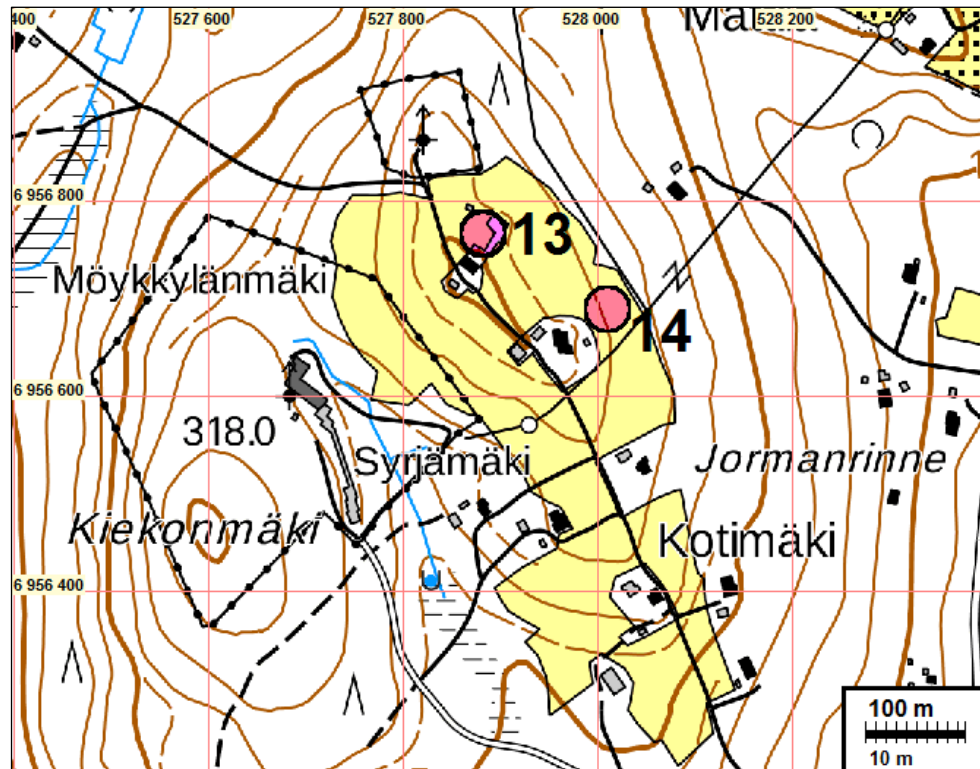 400
527 600
527 800
528 000
528 200
6 956 800
13
Möykkylänmäki
14
6 956 600
318.0
Syrjämäki
Jormanrinne
Kiekonmäki
Kotimäki
6 956 400
100 m
10 m